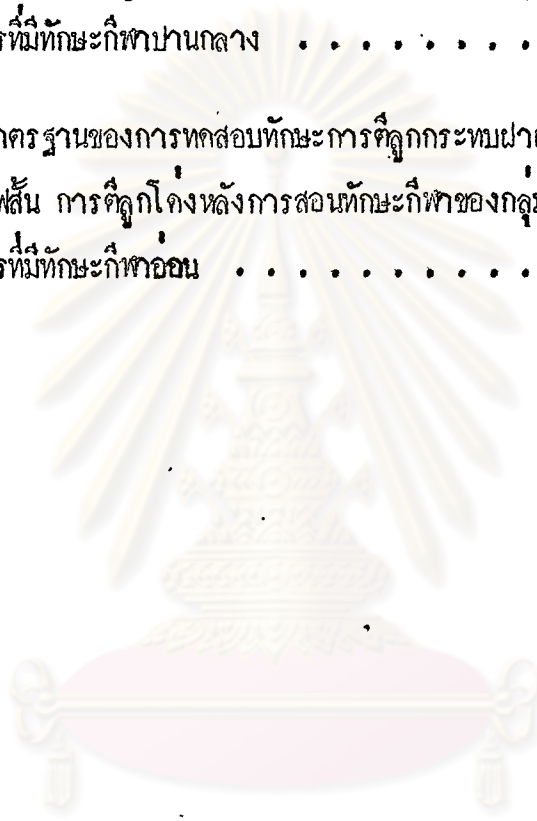 รที่มีทักษะกีฬาปานกลาง . . . . . . . .
าตรฐานของการทดสอบทักษะการตีลูกกระทบฝาผ
ฟสั้น การตีลูกโด่งหลังการสอนทักษะกีฬาของกลุ่ม
รที่มีทักษะกีฬาอ่อน . . . . . . . . . .